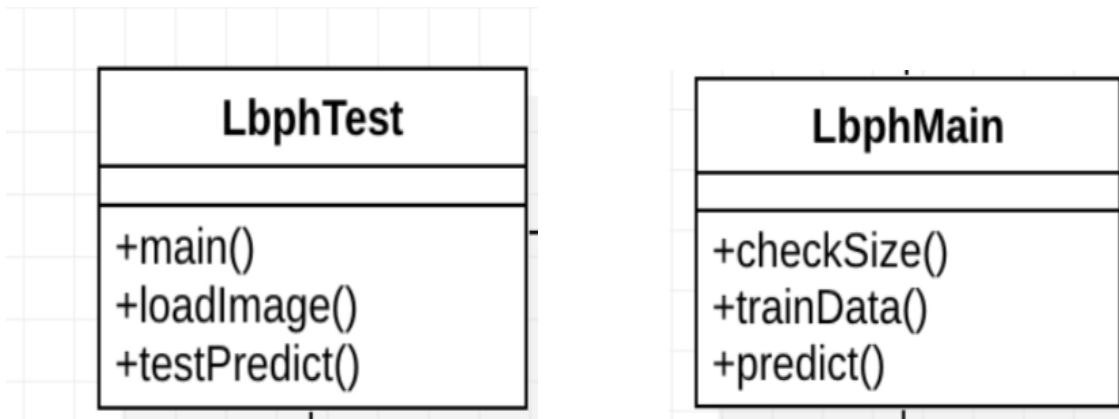 LbphTest
+main()
+loadImage()
+testPredict()
LbphMain
+checkSize()
+trainData()
+predict()